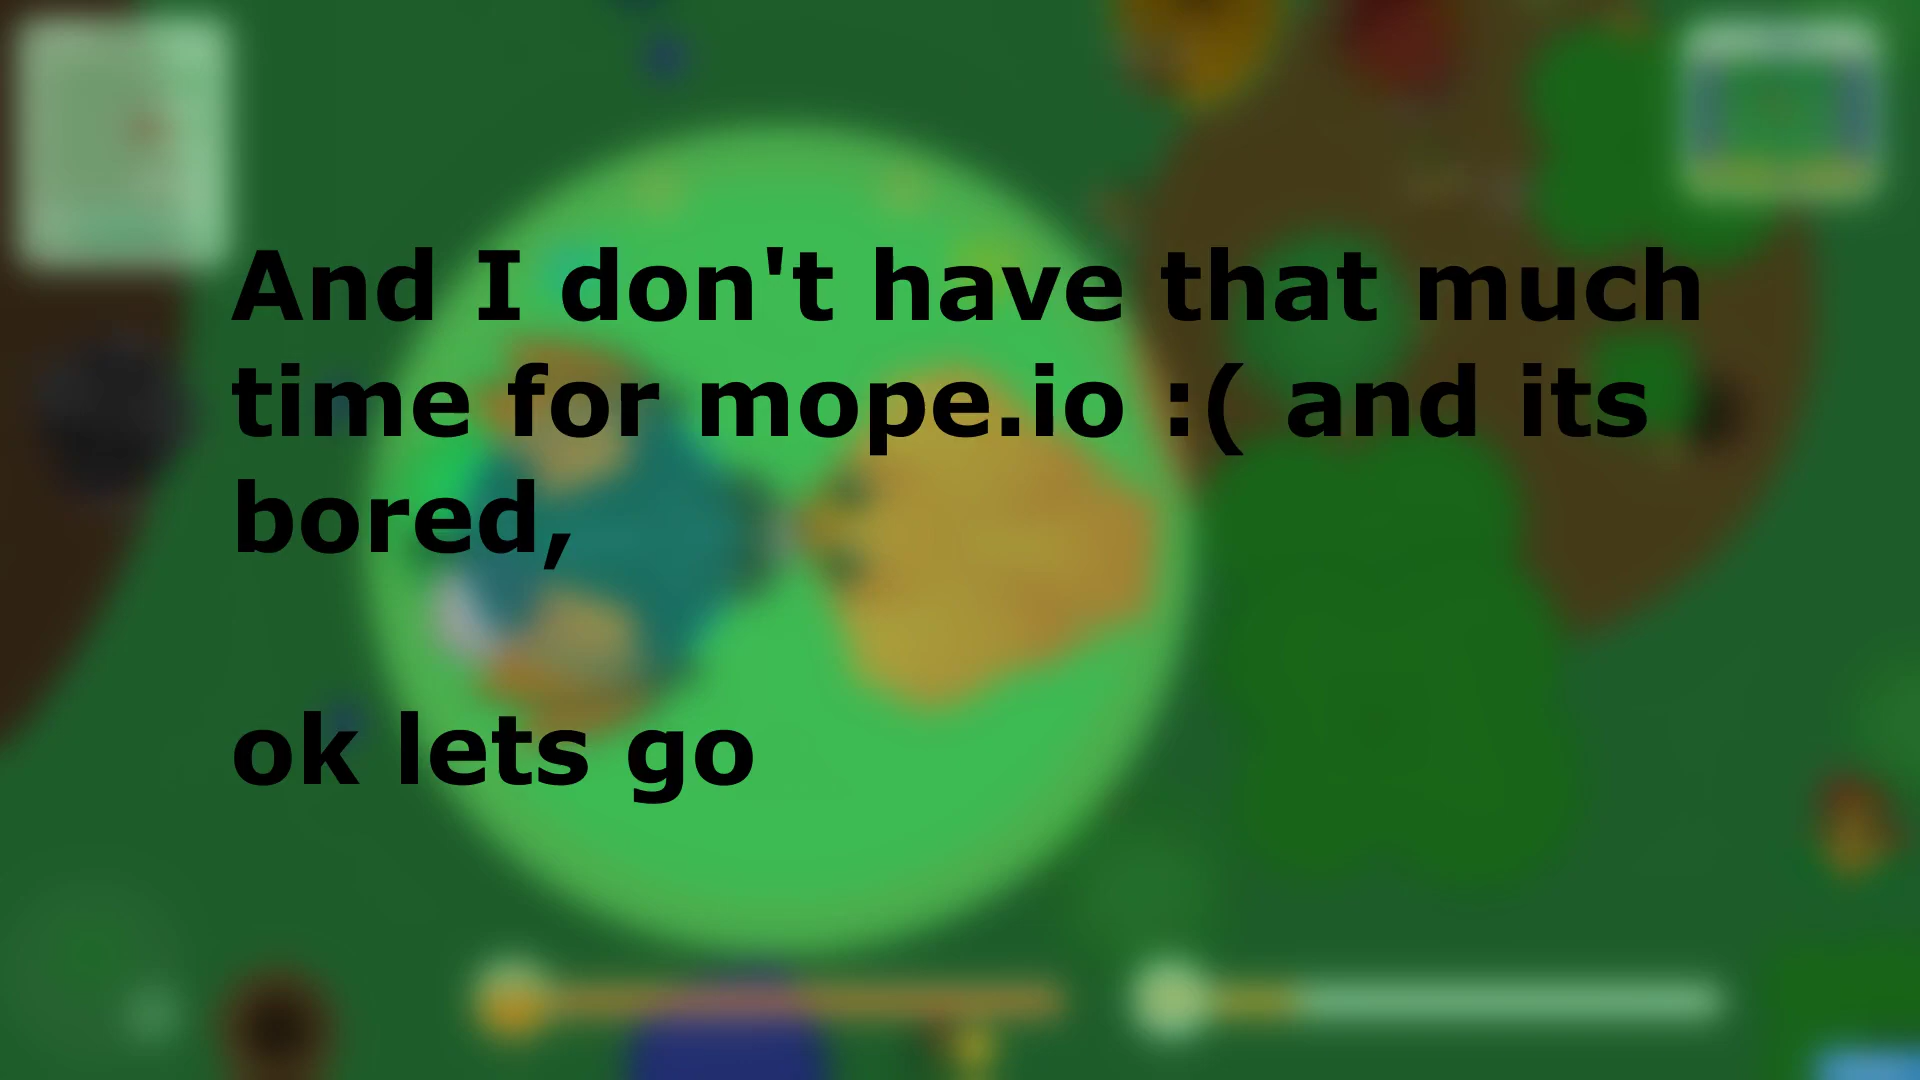 And I don't have that much
time for mope.io :( and its
bored,
ok lets go